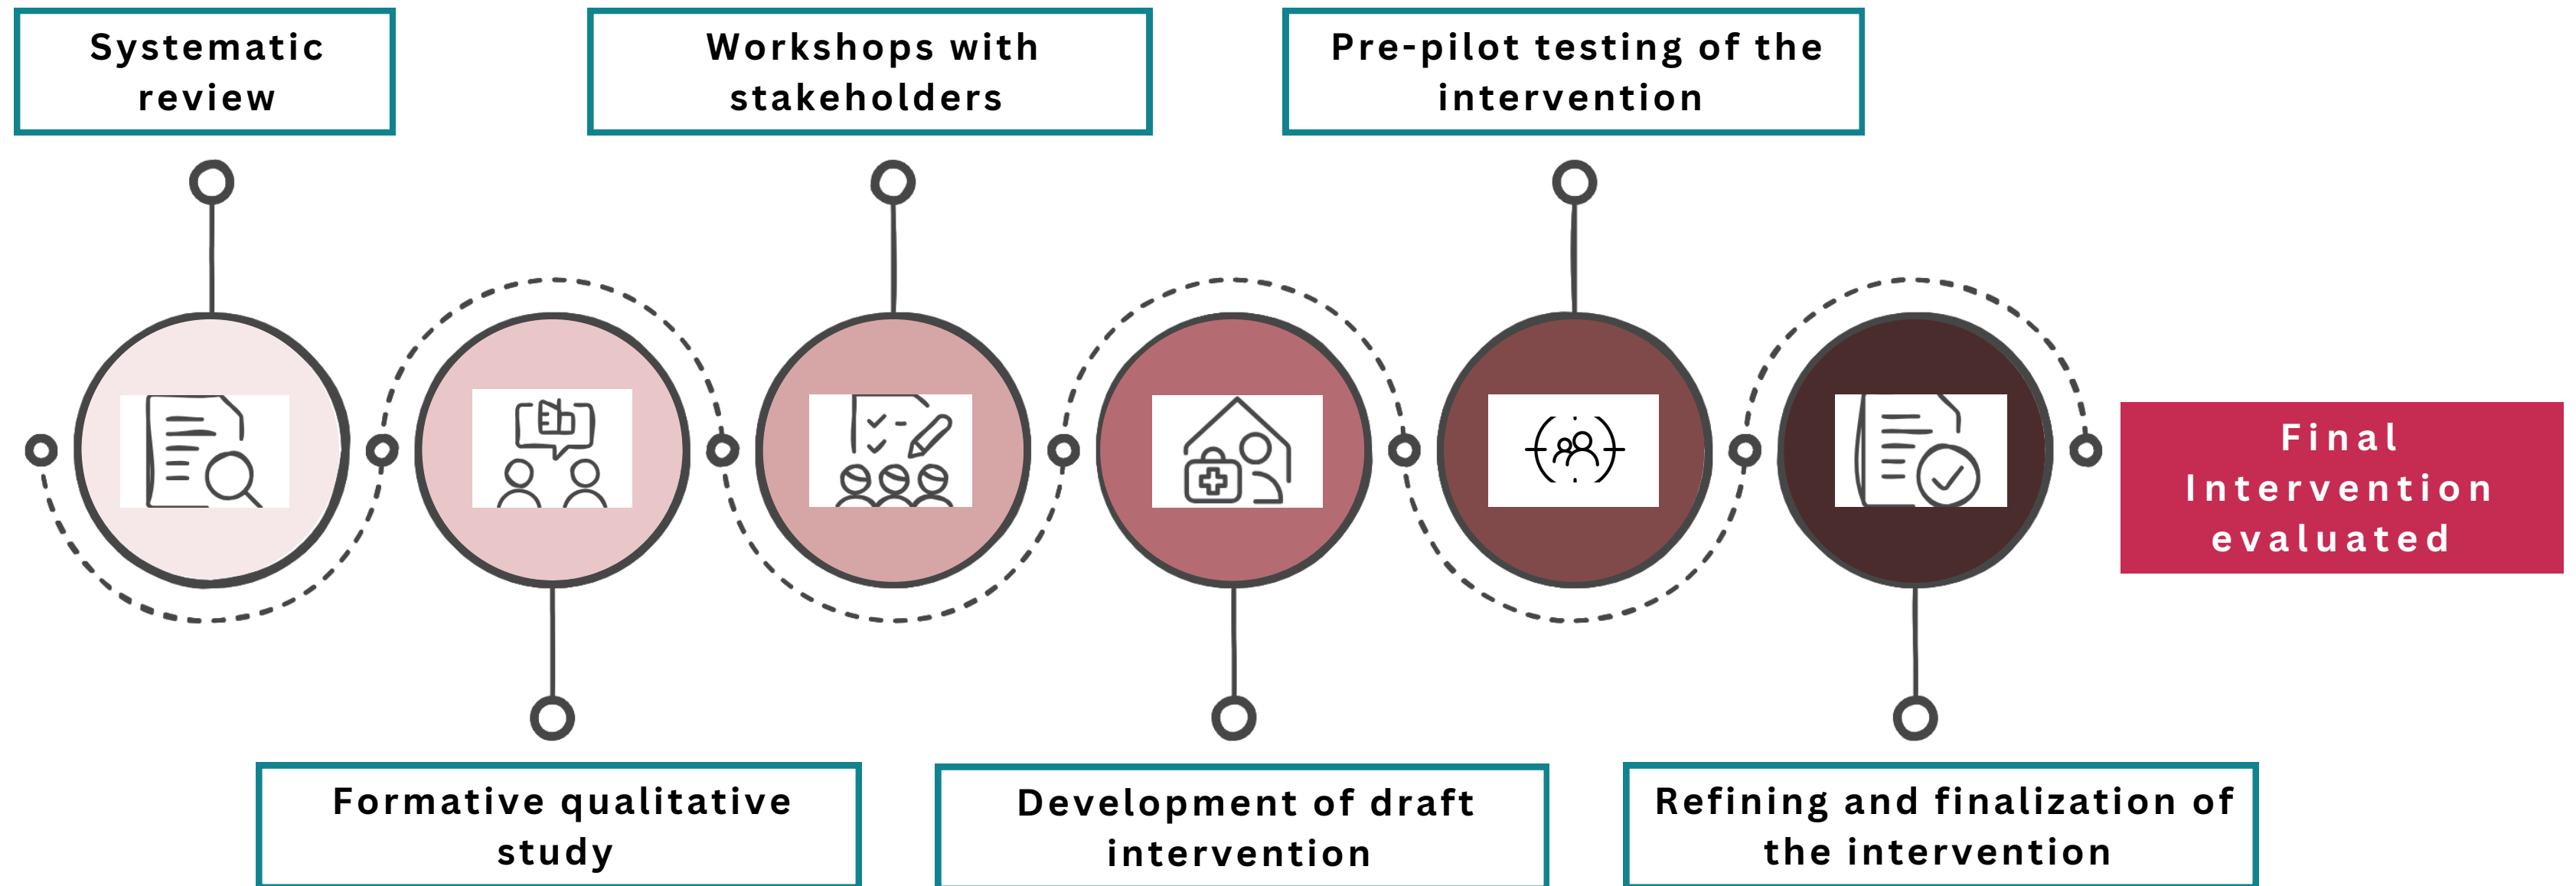 Systematic
review
Workshops with
stakeholders
Pre-pilot testing of the
intervention
Final
Intervention
evaluated
Formative qualitative
study
Development of draft
intervention
Refining and finalization of
the intervention